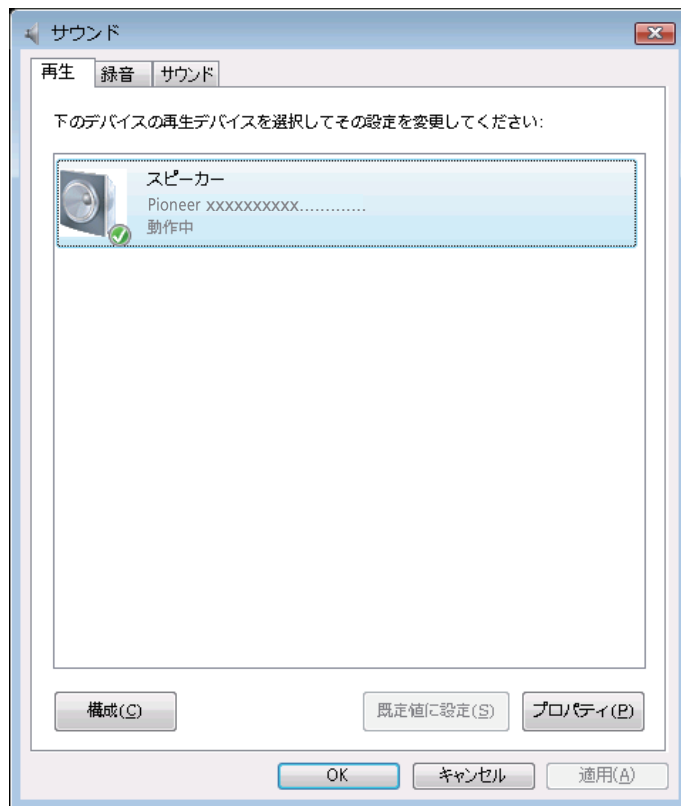 サウンド
再生 録音 サウンド
下のデバイスの再生デバイスを選択してその設定を変更してください:
スピーカー
Pioneer xxxxxxxxxx.............
動作中
構成(C) 既定値に設定(S) プロパティ(P)
OK キャンセル 適用(A)